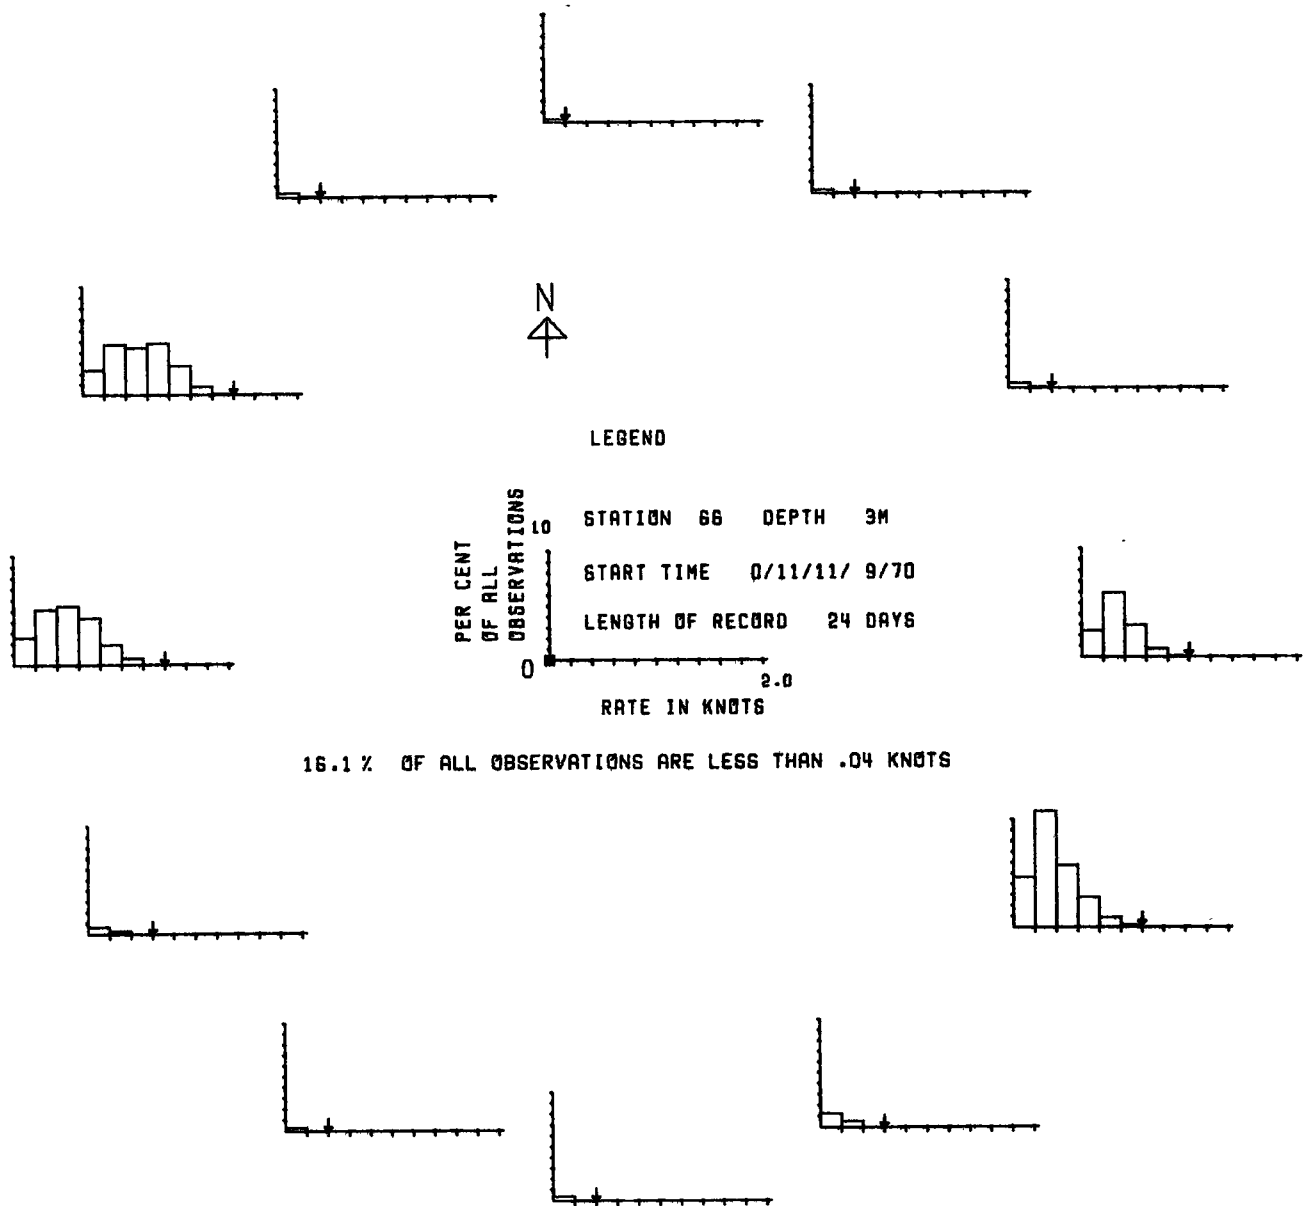 N
LEGEND
PER CENT
OF ALL
OBSERVATIONS
10
0
STATION 66 DEPTH 3M
START TIME 0/11/11/ 9/70
LENGTH OF RECORD 24 DAYS
2.0
RATE IN KNOTS
16.1 % OF ALL OBSERVATIONS ARE LESS THAN .04 KNOTS